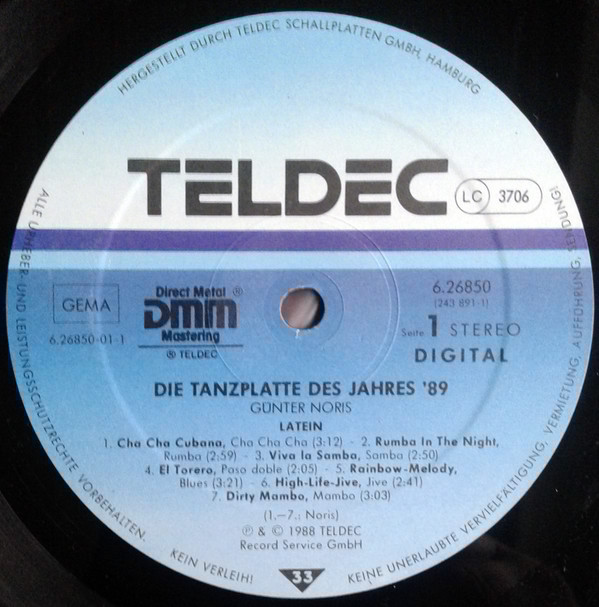 HERGESTELLT DURCH TELDEC SCHALLPLATTEN GMBH, HAMBURG
TELDEC
LC 3706
GEMA
6.26850-01-1
Direct Metal ®
DMM
Mastering
® TELDEC
6.26850
(243 891-1)
Seite 1 STEREO
DIGITAL
DIE TANZPLATTE DES JAHRES '89
GÜNTER NORIS
LATEIN
1. Cha Cha Cubana, Cha Cha Cha (3:12) - 2. Rumba In The Night,
Rumba (2:59) - 3. Viva la Samba, Samba (2:50)
4. El Torero, Paso doble (2:05) - 5. Rainbow-Melody,
Blues (3:21) - 6. High-Life-Jive, Jive (2:41)
7. Dirty Mambo, Mambo (3:03)
(1.–7.: Noris)
℗ & © 1988 TELDEC
Record Service GmbH
33
ALLE URHEBER- UND LEISTUNGSSCHUTZRECHTE VORBEHALTEN.
KEIN VERLEIH!
KEINE UNERLAUBTE VERVIELFÄLTIGUNG, VERMIETUNG, AUFFÜHRUNG, SENDUNG!